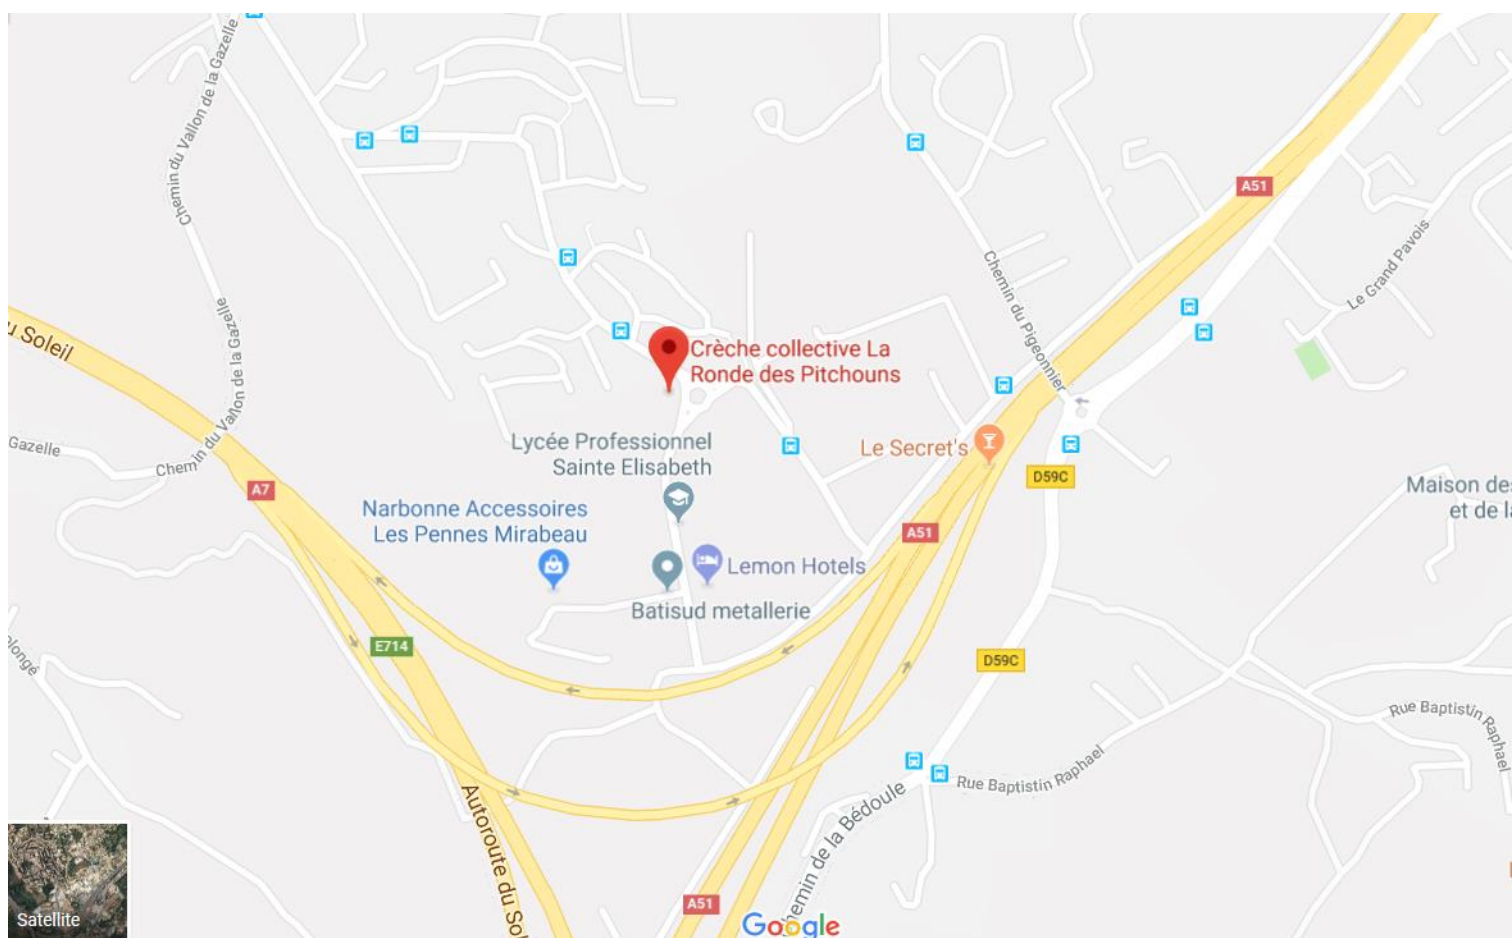 Chemin du Vallon de la Gazelle
A51
Le Grand Pavois
Chemin du Pigeonnier
u Soleil
Chemin du Vallon de la Gazelle
Crèche collective La
Ronde des Pitchouns
Gazelle
Lycée Professionnel
Sainte Elisabeth
Le Secret's
D59C
A7
Maison des
et de la
Narbonne Accessoires
Les Pennes Mirabeau
A51
Lemon Hotels
Batisud metallerie
E714
olongé
D59C
Rue Baptistin Raphael
Rue Baptistin Raphael
Autoroute du Sol
Chemin de la Bédoule
A51
Satellite
Google